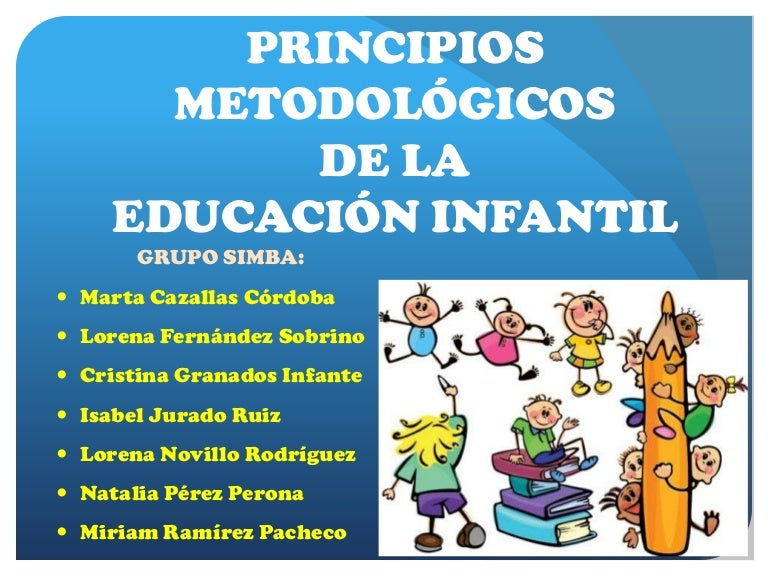 PRINCIPIOS
METODOLÓGICOS
DE LA
EDUCACIÓN INFANTIL
GRUPO SIMBA:
• Marta Cazallas Córdoba
• Lorena Fernández Sobrino
• Cristina Granados Infante
• Isabel Jurado Ruiz
• Lorena Novillo Rodríguez
• Natalia Pérez Perona
• Miriam Ramírez Pacheco